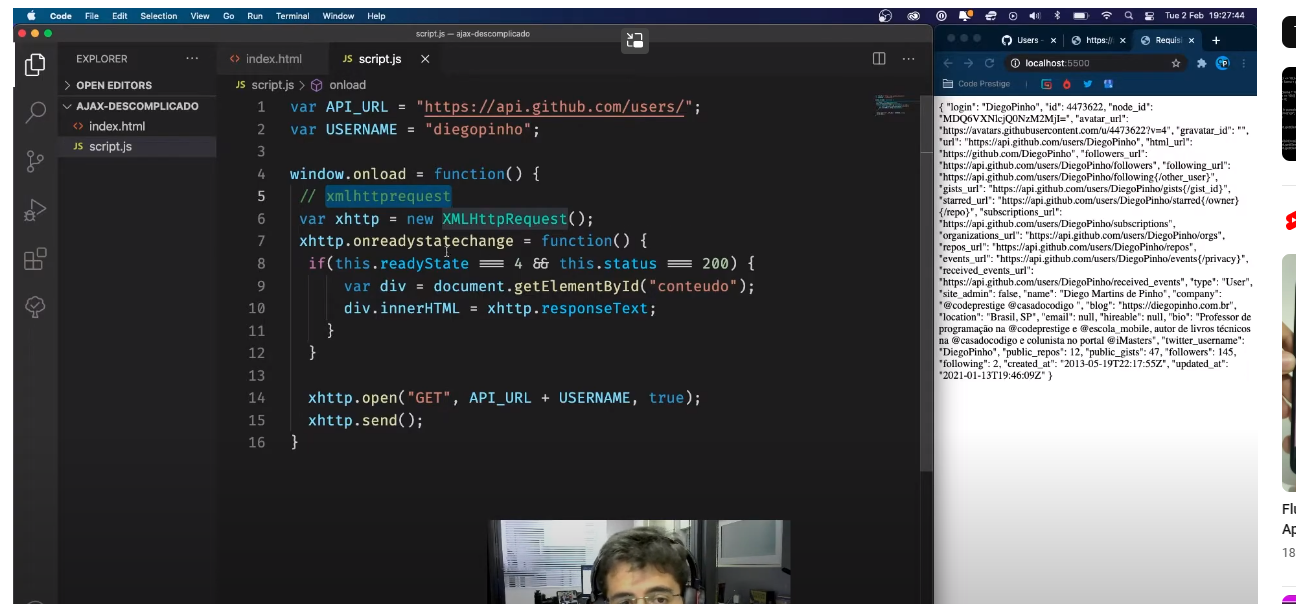 Code File Edit Selection View Go Run Terminal Window Help
Tue 2 Feb 19:27:44
script.js — ajax-descomplicado
EXPLORER
···
<> index.html
JS script.js ×
···
> OPEN EDITORS
AJAX-DESCOMPLICADO
<> index.html
JS script.js
JS script.js > onload
1 var API_URL = "https://api.github.com/users/";
2 var USERNAME = "diegopinho";
3
4 window.onload = function() {
5 // xmlhttprequest
6 var xhttp = new XMLHttpRequest();
7 xhttp.onreadystatechange = function() {
8 if(this.readyState === 4 && this.status === 200) {
9 var div = document.getElementById("conteudo");
10 div.innerHTML = xhttp.responseText;
11 }
12 }
13
14 xhttp.open("GET", API_URL + USERNAME, true);
15 xhttp.send();
16 }
Users - × https:/ × Requisi × +
localhost:5500
Code Prestige
{ "login": "DiegoPinho", "id": 4473622, "node_id":
"MDQ6VXNlcjQ0NzM2MjI=", "avatar_url":
"https://avatars.githubusercontent.com/u/4473622?v=4", "gravatar_id": "",
"url": "https://api.github.com/users/DiegoPinho", "html_url":
"https://github.com/DiegoPinho", "followers_url":
"https://api.github.com/users/DiegoPinho/followers", "following_url":
"https://api.github.com/users/DiegoPinho/following{/other_user}",
"gists_url": "https://api.github.com/users/DiegoPinho/gists{/gist_id}",
"starred_url": "https://api.github.com/users/DiegoPinho/starred{/owner}
{/repo}", "subscriptions_url":
"https://api.github.com/users/DiegoPinho/subscriptions",
"organizations_url": "https://api.github.com/users/DiegoPinho/orgs",
"repos_url": "https://api.github.com/users/DiegoPinho/repos",
"events_url": "https://api.github.com/users/DiegoPinho/events{/privacy}",
"received_events_url":
"https://api.github.com/users/DiegoPinho/received_events", "type": "User",
"site_admin": false, "name": "Diego Martins de Pinho", "company":
"@codeprestige @casadocodigo ", "blog": "https://diegopinho.com.br",
"location": "Brasil, SP", "email": null, "hireable": null, "bio": "Professor de
programação na @codeprestige e @escola_mobile, autor de livros técnicos
na @casadocodigo e colunista no portal @iMasters", "twitter_username":
"DiegoPinho", "public_repos": 12, "public_gists": 47, "followers": 145,
"following": 2, "created_at": "2013-05-19T22:17:55Z", "updated_at":
"2021-01-13T19:46:09Z" }
Flu
Ap
18